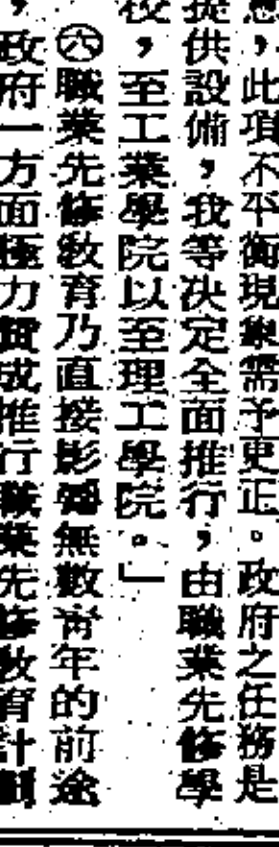 ，此項不平衡現象需予更正。政府之任務是
提供設備，我等決定全面推行，由職業先修學
校，至工業學院以至理工學院。」
㊅職業先修教育乃直接影響無數青年的前途
，政府一方面極力贊成推行職業先修教育計劃